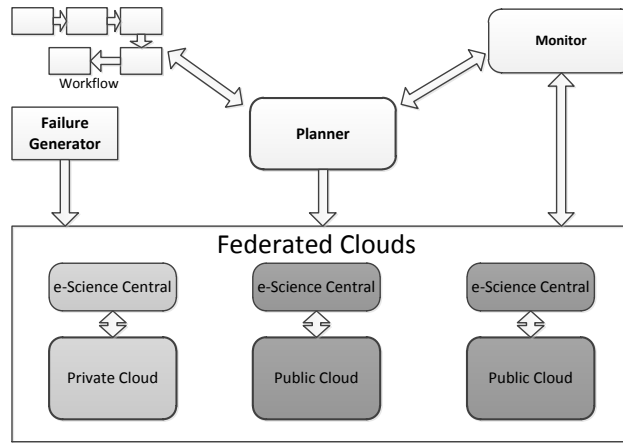 Monitor
Workflow
Failure
Generator
Planner
Federated Clouds
e-Science Central
e-Science Central
e-Science Central
Private Cloud
Public Cloud
Public Cloud